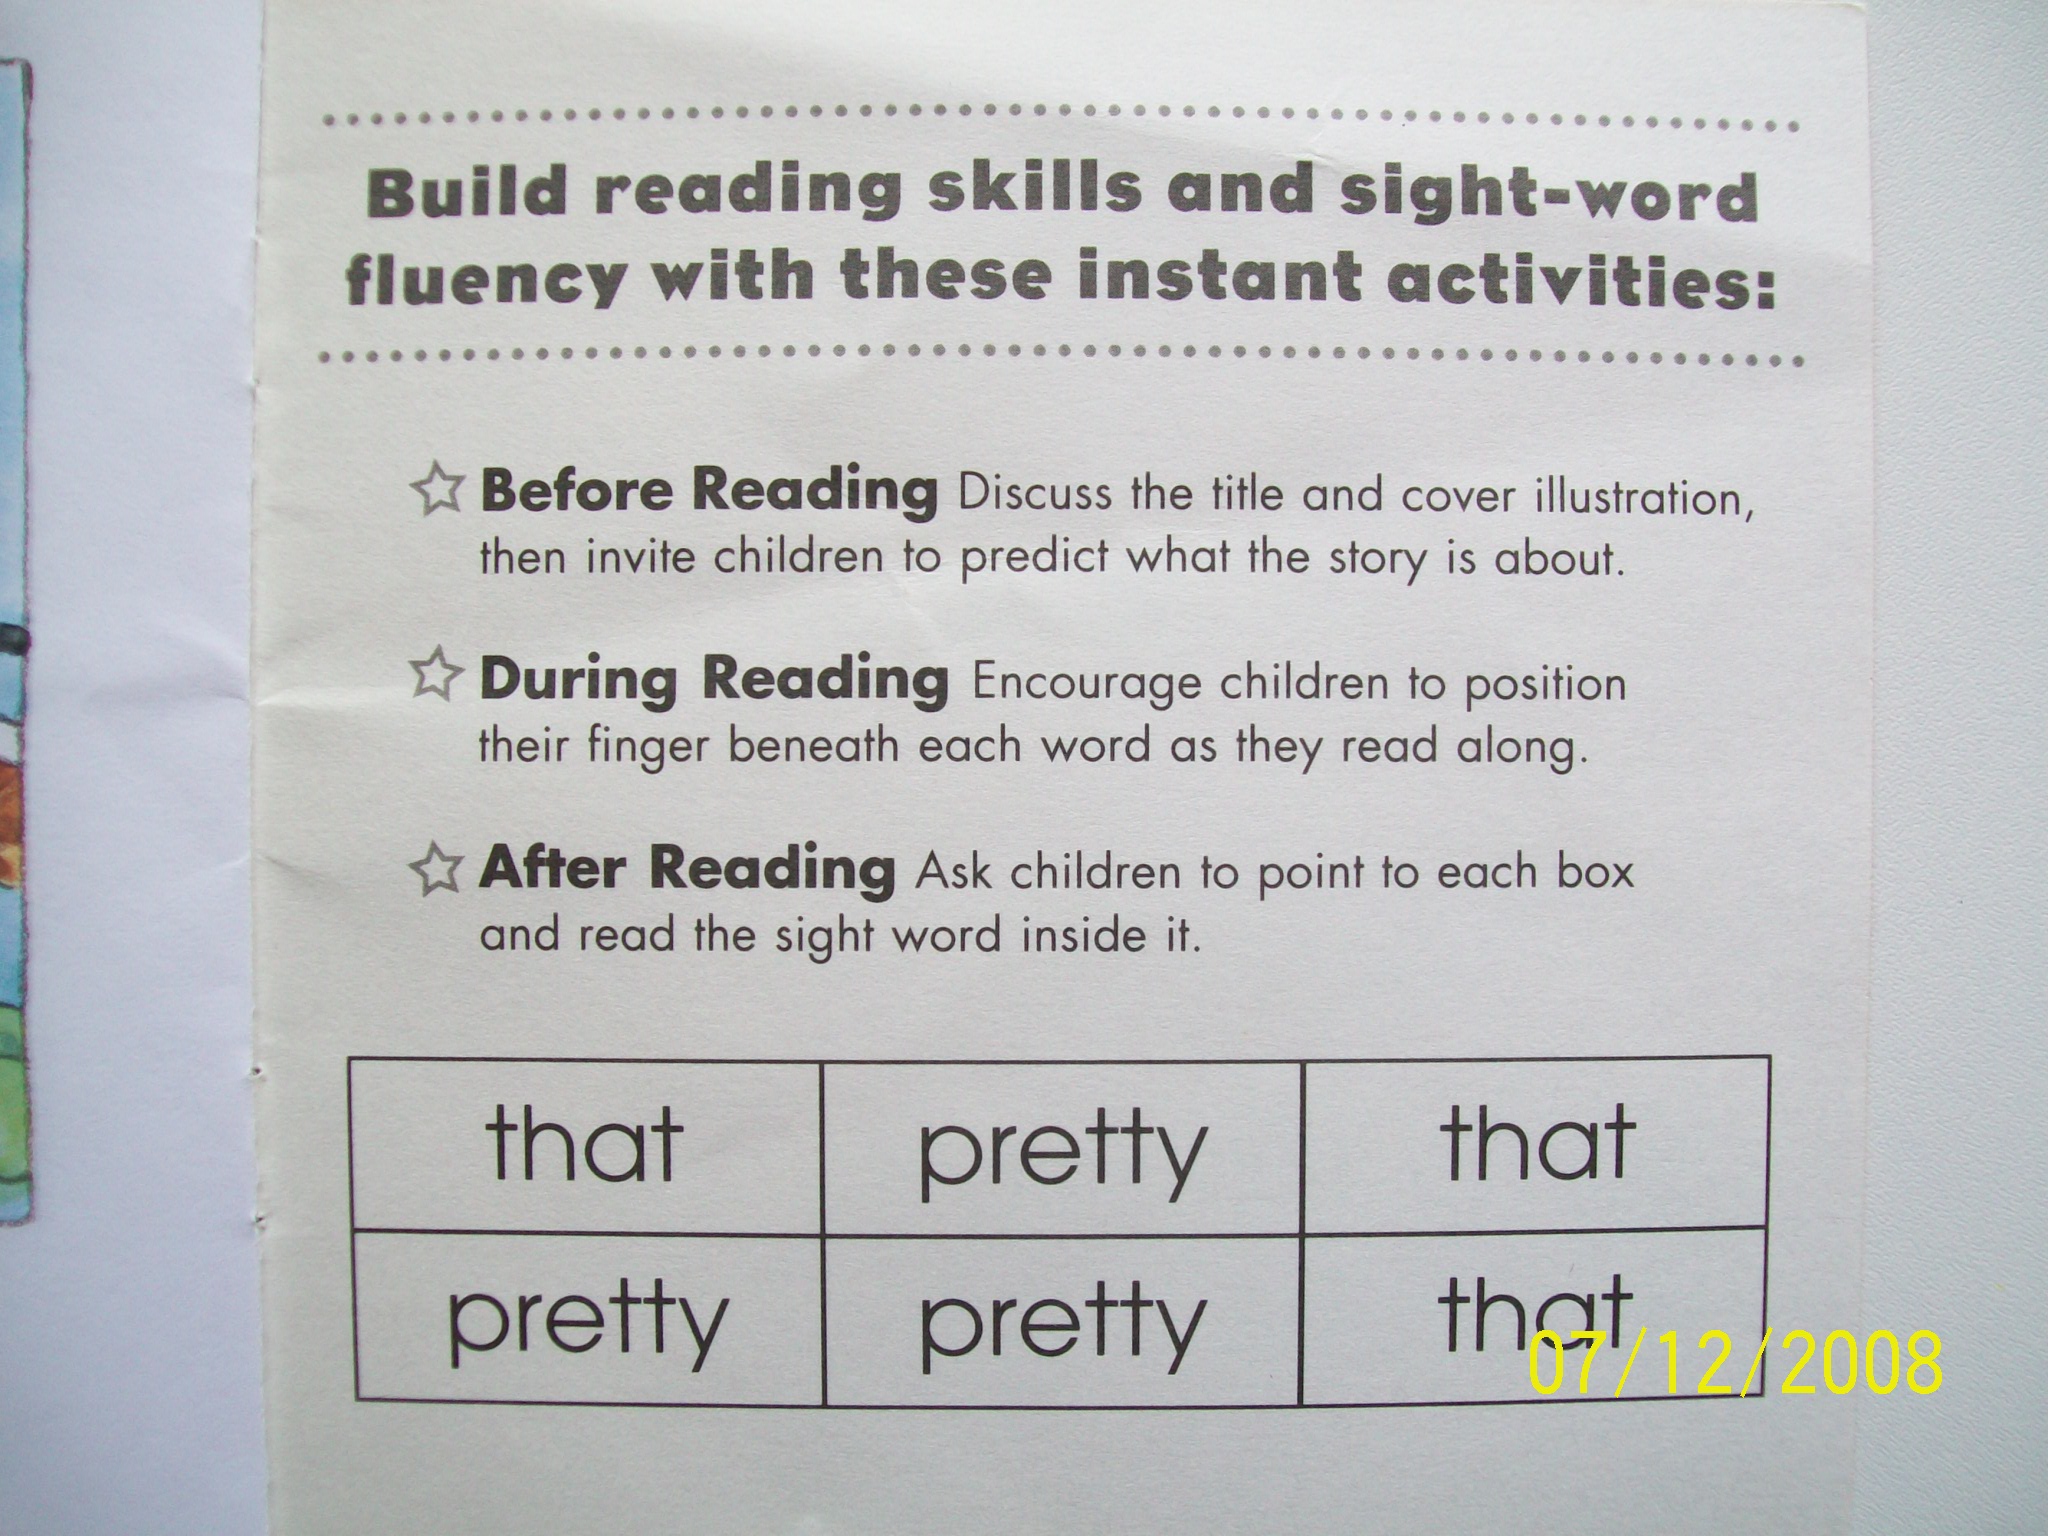 Build reading skills and sight-word
fluency with these instant activities:
Before Reading Discuss the title and cover illustration,
then invite children to predict what the story is about.
During Reading Encourage children to position
their finger beneath each word as they read along.
After Reading Ask children to point to each box
and read the sight word inside it.
that pretty that
pretty pretty that
07/12/2008